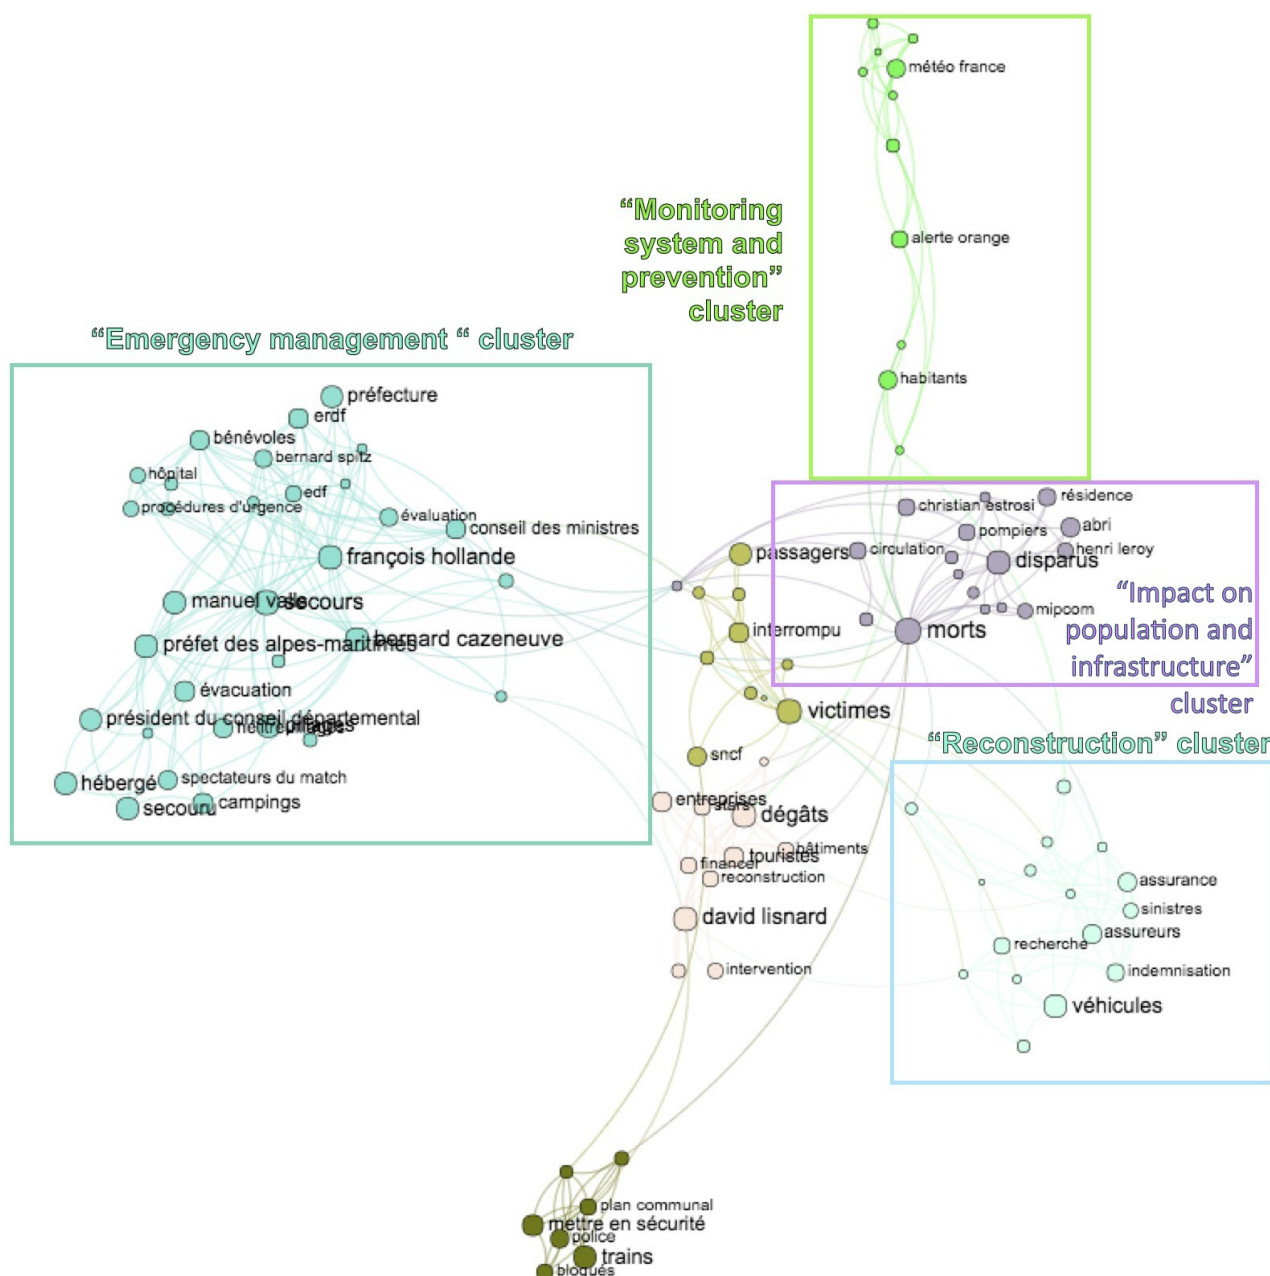 météo france
“Monitoring
system and
prevention”
cluster
alerte orange
habitants
“Emergency management “ cluster
préfecture
erdf
bénévoles
bernard spitz
hôpital
edf
procédures d'urgence
évaluation
conseil des ministres
françois hollande
manuel valls
secours
bernard cazeneuve
préfet des alpes-maritimes
évacuation
président du conseil départemental
pillages
spectateurs du match
hébergé
campings
secouru
résidence
christian estrosi
abri
pompiers
passagers
circulation
henri leroy
disparus
mipcom
interrompu
morts
“Impact on
population and
infrastructure”
cluster
victimes
sncf
“Reconstruction” cluster
entreprises
stars
dégâts
bâtiments
touristes
financer
reconstruction
david lisnard
intervention
assurance
sinistres
assureurs
recherche
indemnisation
véhicules
plan communal
mettre en sécurité
police
trains
bloqués